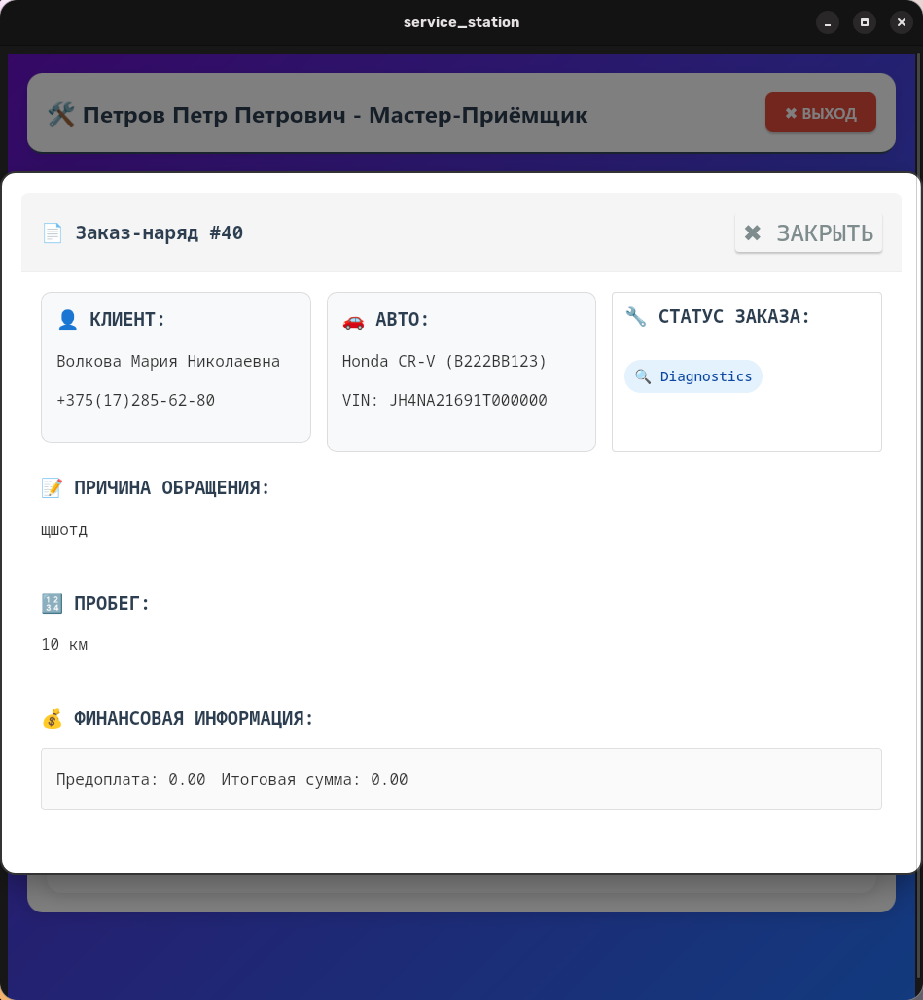 service_station
🛠️ Петров Петр Петрович - Мастер-Приёмщик
✖ ВЫХОД
📄 Заказ-наряд #40
✖ ЗАКРЫТЬ
👤 КЛИЕНТ:
Волкова Мария Николаевна
+375(17)285-62-80
🚗 АВТО:
Honda CR-V (B222BB123)
VIN: JH4NA21691T000000
🔧 СТАТУС ЗАКАЗА:
🔍 Diagnostics
📝 ПРИЧИНА ОБРАЩЕНИЯ:
щшотд
🔢 ПРОБЕГ:
10 км
💰 ФИНАНСОВАЯ ИНФОРМАЦИЯ:
Предоплата: 0.00 Итоговая сумма: 0.00